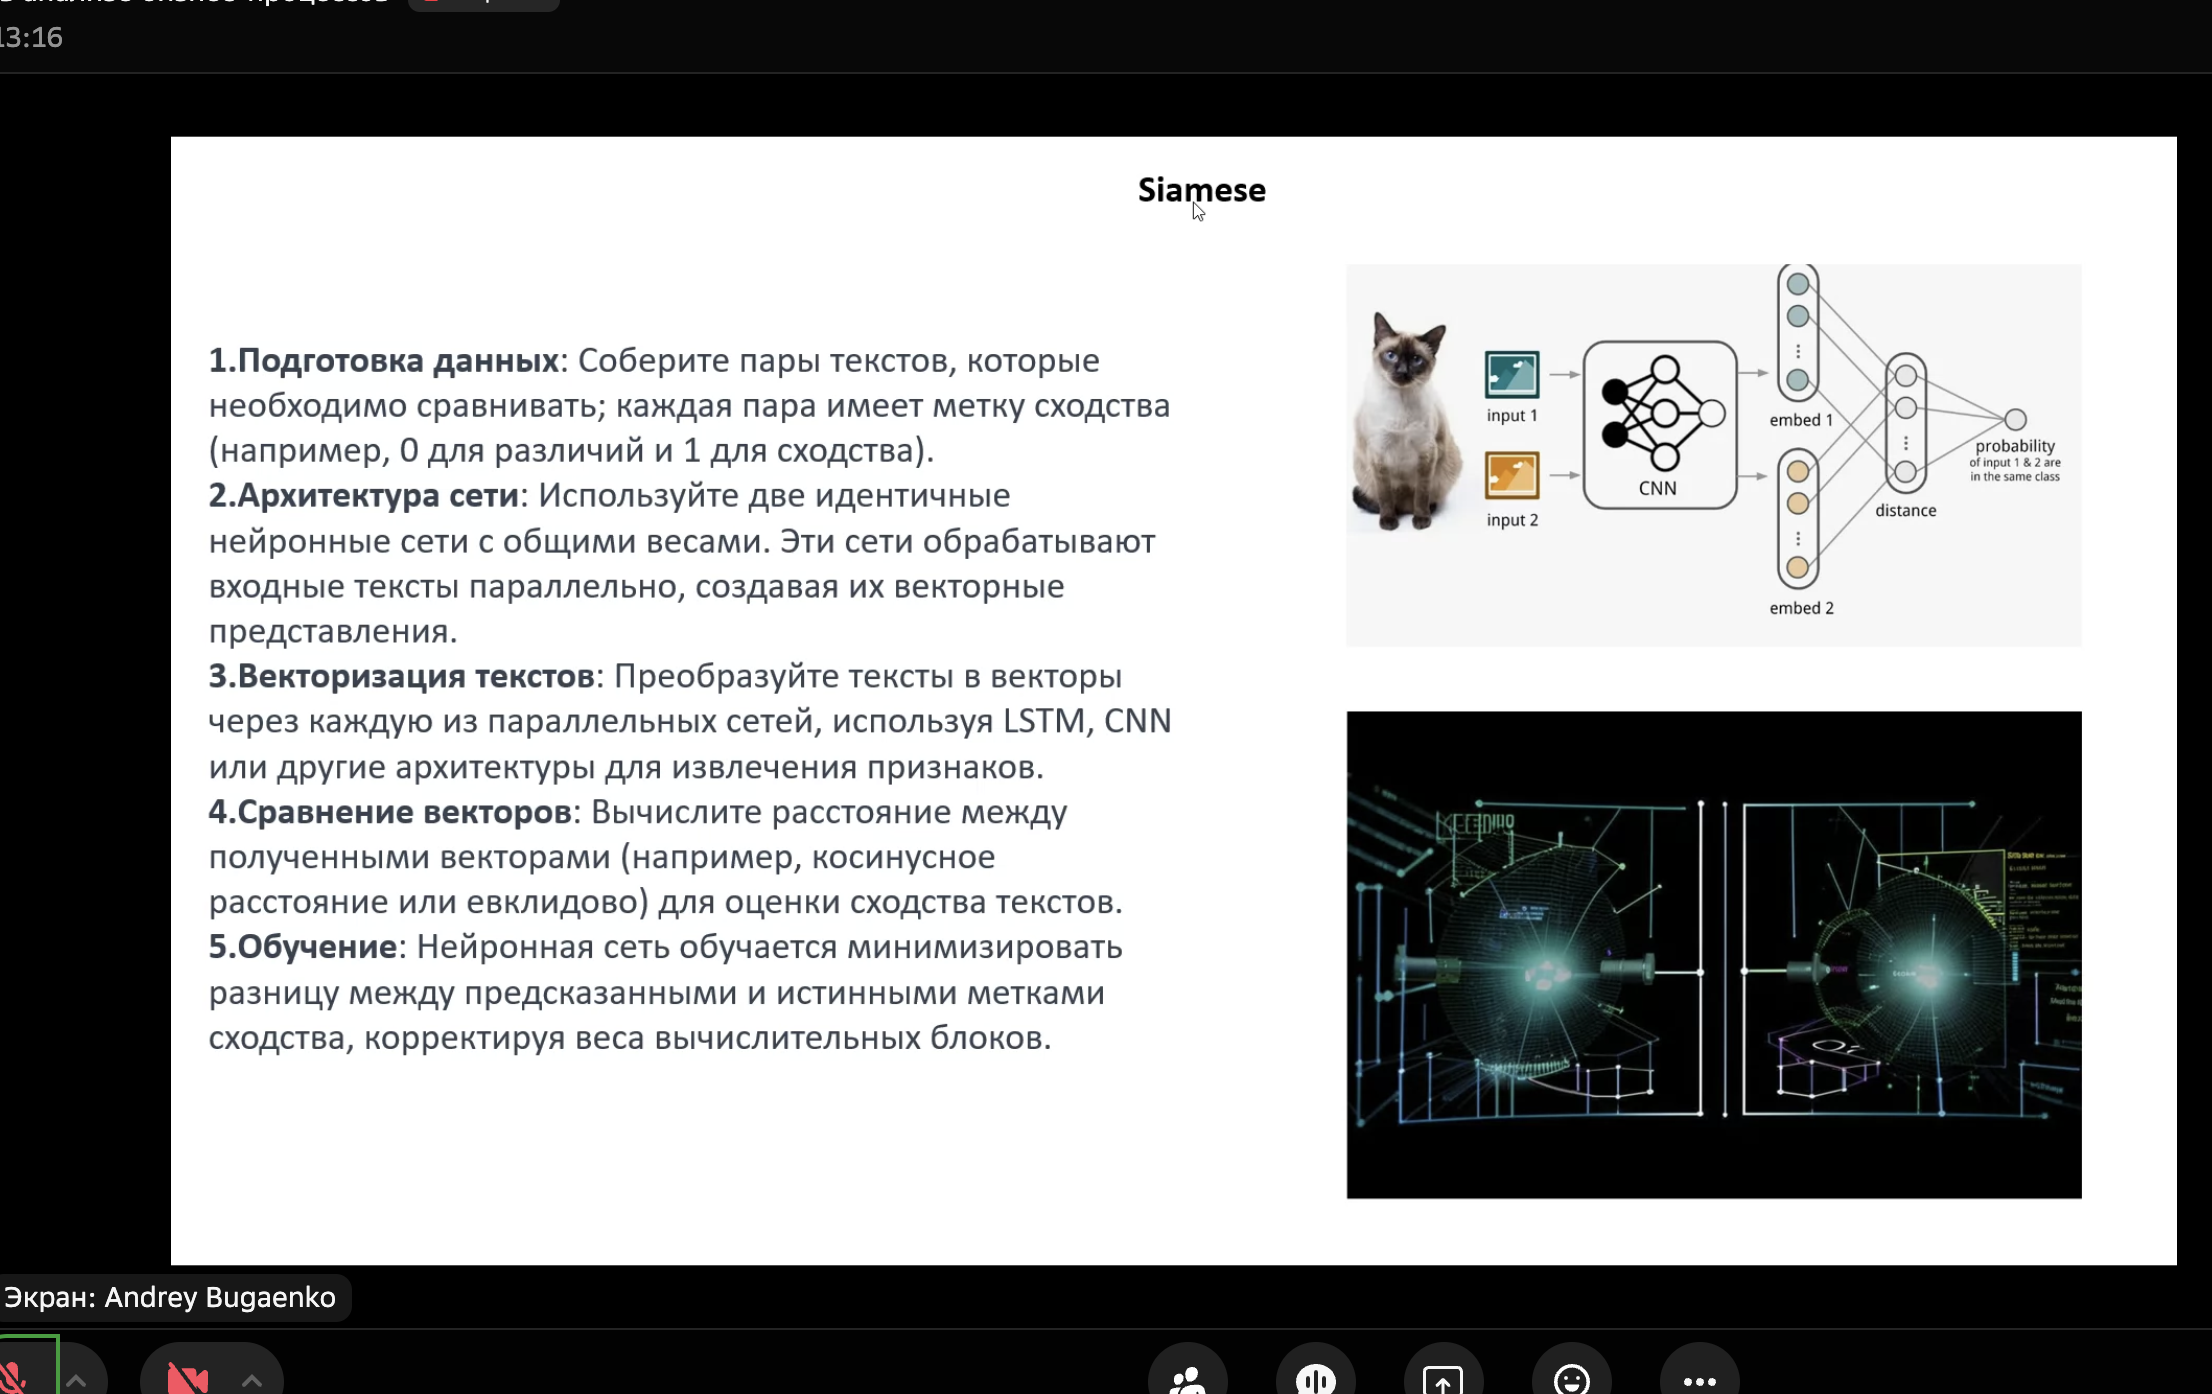 13:16
Siamese
1.Подготовка данных: Соберите пары текстов, которые
необходимо сравнивать; каждая пара имеет метку сходства
(например, 0 для различий и 1 для сходства).
2.Архитектура сети: Используйте две идентичные
нейронные сети с общими весами. Эти сети обрабатывают
входные тексты параллельно, создавая их векторные
представления.
3.Векторизация текстов: Преобразуйте тексты в векторы
через каждую из параллельных сетей, используя LSTM, CNN
или другие архитектуры для извлечения признаков.
4.Сравнение векторов: Вычислите расстояние между
полученными векторами (например, косинусное
расстояние или евклидово) для оценки сходства текстов.
5.Обучение: Нейронная сеть обучается минимизировать
разницу между предсказанными и истинными метками
сходства, корректируя веса вычислительных блоков.
input 1
input 2
CNN
embed 1
embed 2
distance
probability
of input 1 & 2 are
in the same class
Экран: Andrey Bugaenko